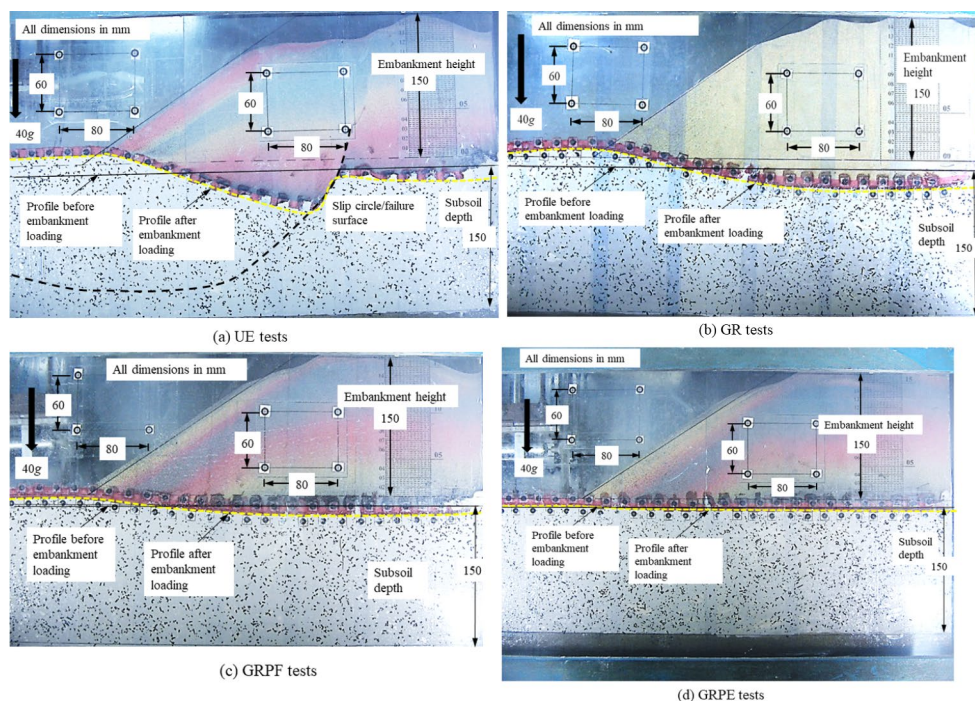 All dimensions in mm
60
80
40g
Embankment height
150
60
80
Profile before
embankment
loading
Profile after
embankment
loading
Slip circle/failure
surface
Subsoil
depth
150
(a) UE tests
All dimensions in mm
60
80
40g
Embankment
height
150
60
80
Profile before
embankment loading
Profile after
embankment loading
Subsoil
depth
150
(b) GR tests
All dimensions in mm
60
80
40g
Embankment height
150
60
80
Profile before
embankment
loading
Profile after
embankment
loading
Subsoil
depth
150
(c) GRPF tests
All dimensions in mm
60
80
40g
Embankment height
150
60
80
Profile before
embankment
loading
Profile after
embankment
loading
Subsoil
depth
150
(d) GRPE tests